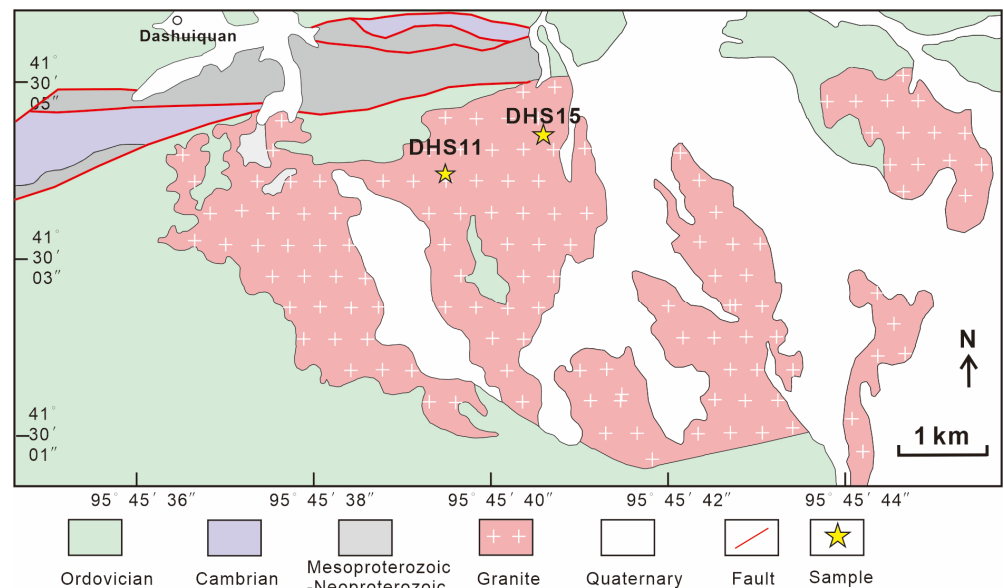 Dashuiquan
41°
30′
05″
DHS15
DHS11
41°
30′
03″
N
41°
30′
01″
1 km
95° 45′ 36″ 95° 45′ 38″ 95° 45′ 40″ 95° 45′ 42″ 95° 45′ 44″
Ordovician Cambrian Mesoproterozoic Granite Quaternary Fault Sample
-Neoproterozoic